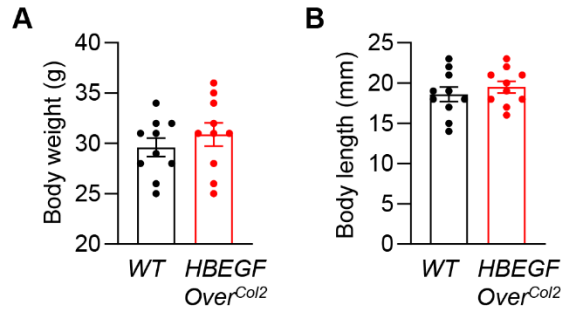 A
Body weight (g)
40
35
30
25
20
WT
HBEGF
Over^Col2
B
Body length (mm)
25
20
15
10
5
0
WT
HBEGF
Over^Col2